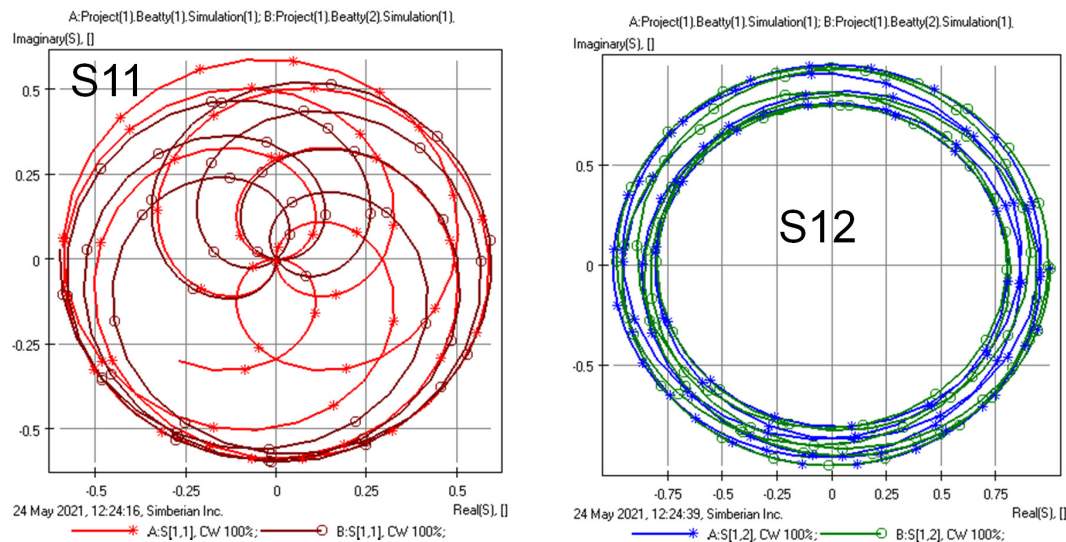 A:Project(1).Beatty(1).Simulation(1); B:Project(1).Beatty(2).Simulation(1).
Imaginary(S), []
S11
0.5
0.25
0
-0.25
-0.5
-0.5 -0.25 0 0.25 0.5
24 May 2021, 12:24:16, Simberian Inc. Real(S), []
A:S[1,1], CW 100%; B:S[1,1], CW 100%;
A:Project(1).Beatty(1).Simulation(1); B:Project(1).Beatty(2).Simulation(1).
Imaginary(S), []
S12
0.5
0
-0.5
-0.75 -0.5 -0.25 0 0.25 0.5 0.75
24 May 2021, 12:24:39, Simberian Inc. Real(S), []
A:S[1,2], CW 100%; B:S[1,2], CW 100%;